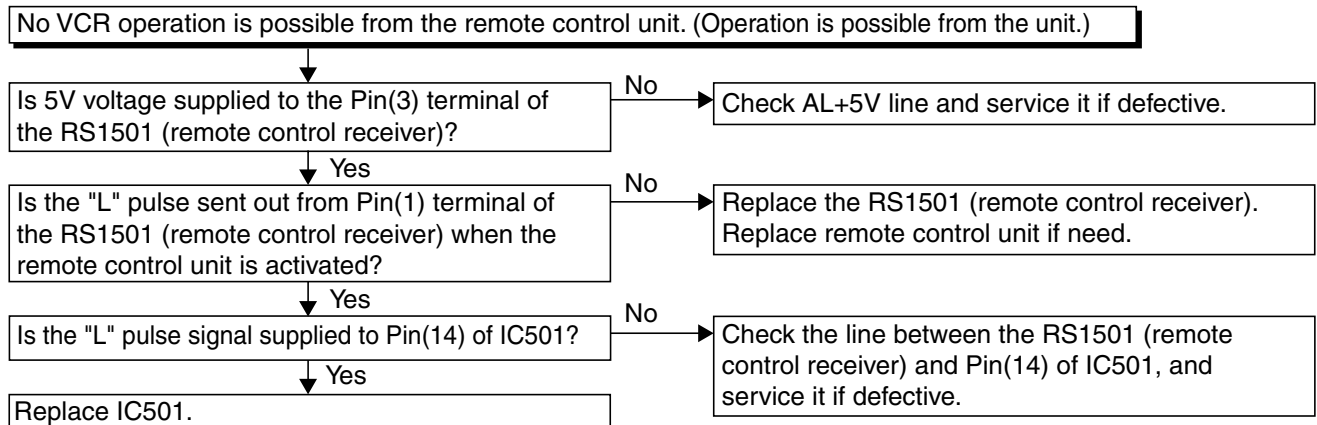 No VCR operation is possible from the remote control unit. (Operation is possible from the unit.)
Is 5V voltage supplied to the Pin(3) terminal of
the RS1501 (remote control receiver)?
No
Check AL+5V line and service it if defective.
Yes
Is the "L" pulse sent out from Pin(1) terminal of
the RS1501 (remote control receiver) when the
remote control unit is activated?
No
Replace the RS1501 (remote control receiver).
Replace remote control unit if need.
Yes
Is the "L" pulse signal supplied to Pin(14) of IC501?
No
Check the line between the RS1501 (remote
control receiver) and Pin(14) of IC501, and
service it if defective.
Yes
Replace IC501.